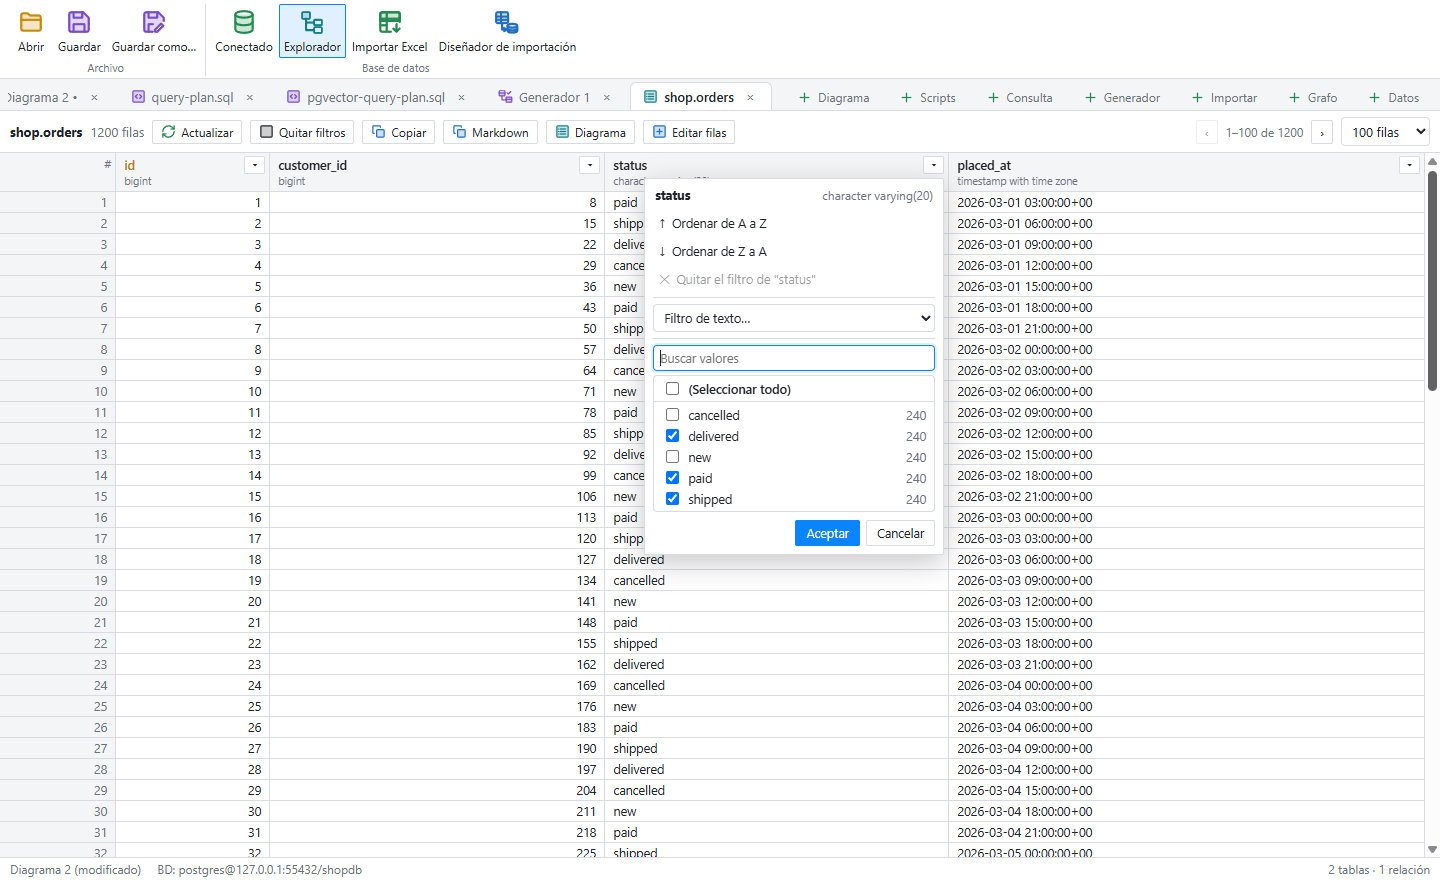 Abrir Guardar Guardar como... Conectado Explorador Importar Excel Diseñador de importación
Archivo Base de datos
Diagrama 2 • × query-plan.sql × pgvector-query-plan.sql × Generador 1 × shop.orders × + Diagrama + Scripts + Consulta + Generador + Importar + Grafo + Datos
shop.orders 1200 filas Actualizar Quitar filtros Copiar Markdown Diagrama Editar filas ‹ 1–100 de 1200 › 100 filas
# id customer_id status placed_at
bigint bigint timestamp with time zone
status character varying(20)
↑ Ordenar de A a Z
↓ Ordenar de Z a A
× Quitar el filtro de "status"
Filtro de texto...
Buscar valores
(Seleccionar todo)
cancelled 240
delivered 240
new 240
paid 240
shipped 240
Aceptar Cancelar
1 1 8 paid 2026-03-01 03:00:00+00
2 2 15 shipp 2026-03-01 06:00:00+00
3 3 22 delive 2026-03-01 09:00:00+00
4 4 29 cance 2026-03-01 12:00:00+00
5 5 36 new 2026-03-01 15:00:00+00
6 6 43 paid 2026-03-01 18:00:00+00
7 7 50 shipp 2026-03-01 21:00:00+00
8 8 57 delive 2026-03-02 00:00:00+00
9 9 64 cance 2026-03-02 03:00:00+00
10 10 71 new 2026-03-02 06:00:00+00
11 11 78 paid 2026-03-02 09:00:00+00
12 12 85 shipp 2026-03-02 12:00:00+00
13 13 92 delive 2026-03-02 15:00:00+00
14 14 99 cance 2026-03-02 18:00:00+00
15 15 106 new 2026-03-02 21:00:00+00
16 16 113 paid 2026-03-03 00:00:00+00
17 17 120 shipp 2026-03-03 03:00:00+00
18 18 127 delivered 2026-03-03 06:00:00+00
19 19 134 cancelled 2026-03-03 09:00:00+00
20 20 141 new 2026-03-03 12:00:00+00
21 21 148 paid 2026-03-03 15:00:00+00
22 22 155 shipped 2026-03-03 18:00:00+00
23 23 162 delivered 2026-03-03 21:00:00+00
24 24 169 cancelled 2026-03-04 00:00:00+00
25 25 176 new 2026-03-04 03:00:00+00
26 26 183 paid 2026-03-04 06:00:00+00
27 27 190 shipped 2026-03-04 09:00:00+00
28 28 197 delivered 2026-03-04 12:00:00+00
29 29 204 cancelled 2026-03-04 15:00:00+00
30 30 211 new 2026-03-04 18:00:00+00
31 31 218 paid 2026-03-04 21:00:00+00
32 32 225 shipped 2026-03-05 00:00:00+00
Diagrama 2 (modificado) BD: postgres@127.0.0.1:55432/shopdb 2 tablas · 1 relación